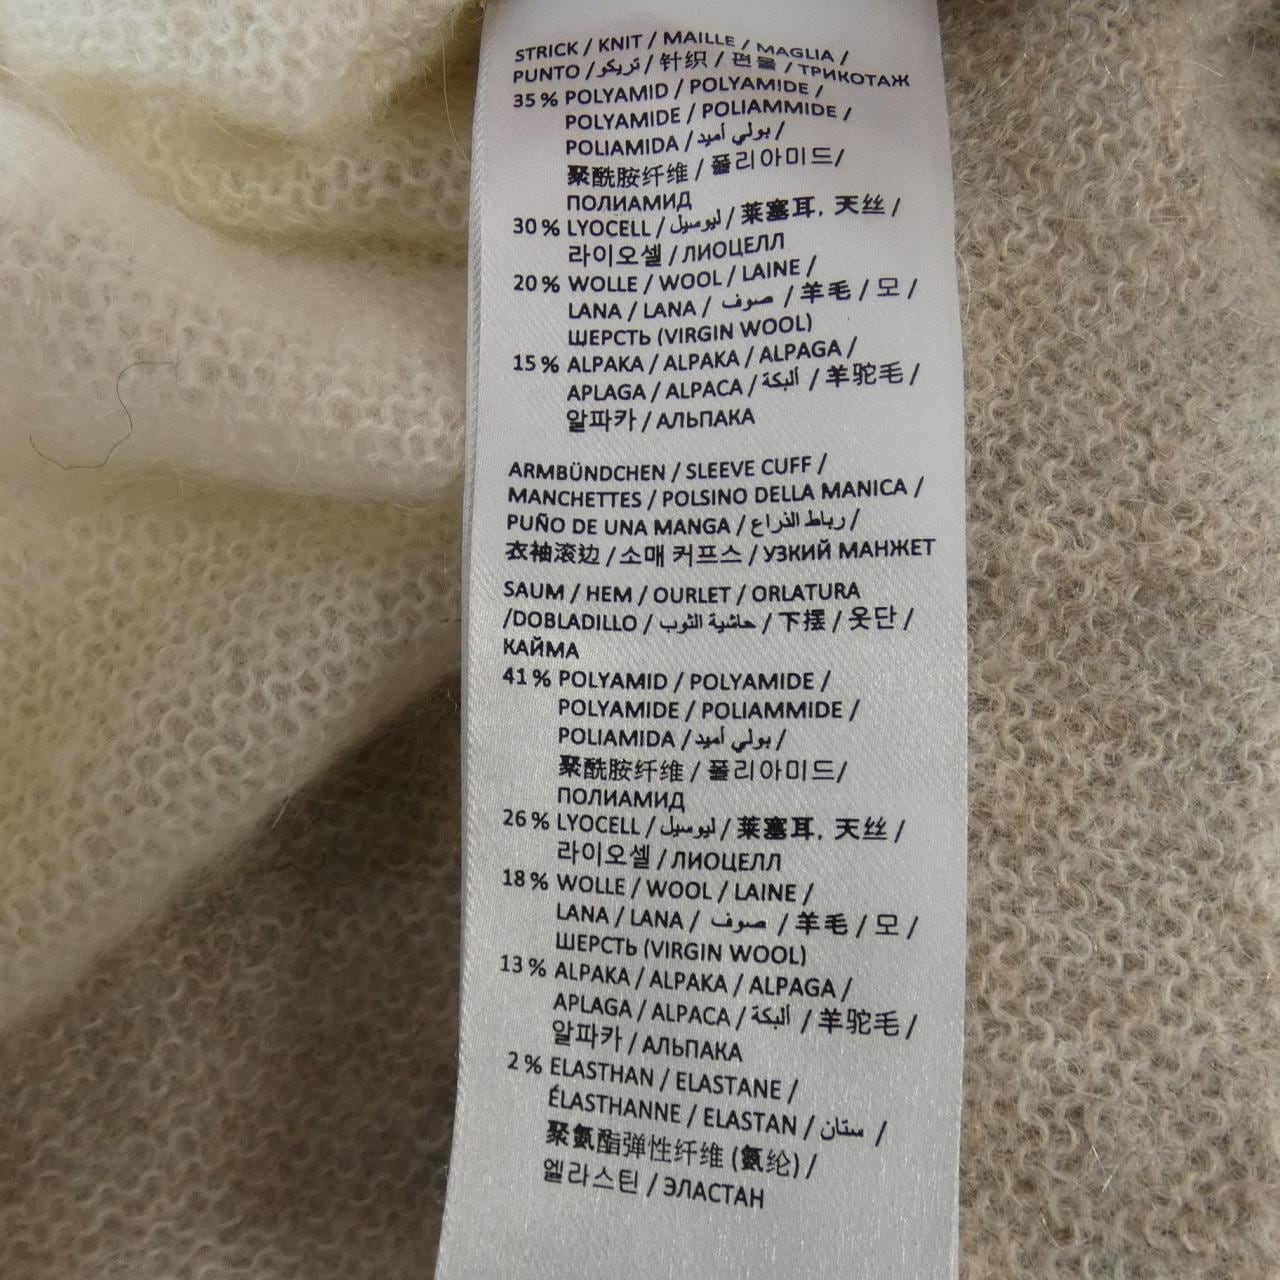 STRICK / KNIT / MAILLE / MAGLIA /
PUNTO / تريكو / 针织 / 편물 / ТРИКОТАЖ
35 % POLYAMID / POLYAMIDE /
POLYAMIDE / POLIAMMIDE /
POLIAMIDA / بولي أميد /
聚酰胺纤维 / 폴리아미드/
ПОЛИАМИД
30 % LYOCELL / ليوسيل / 莱塞耳, 天丝 /
라이오셀 / ЛИОЦЕЛЛ
20 % WOLLE / WOOL / LAINE /
LANA / LANA / صوف / 羊毛 / 모 /
ШЕРСТЬ (VIRGIN WOOL)
15 % ALPAKA / ALPAKA / ALPAGA /
APLAGA / ALPACA / ألبكة / 羊驼毛 /
알파카 / АЛЬПАКА
ARMBÜNDCHEN / SLEEVE CUFF /
MANCHETTES / POLSINO DELLA MANICA /
PUÑO DE UNA MANGA / رباط الذراع /
衣袖滚边 / 소매 커프스 / УЗКИЙ МАНЖЕТ
SAUM / HEM / OURLET / ORLATURA
/DOBLADILLO / حاشية الثوب / 下摆 / 옷단 /
КАЙМА
41 % POLYAMID / POLYAMIDE /
POLYAMIDE / POLIAMMIDE /
POLIAMIDA / بولي أميد /
聚酰胺纤维 / 폴리아미드/
ПОЛИАМИД
26 % LYOCELL / ليوسيل / 莱塞耳, 天丝 /
라이오셀 / ЛИОЦЕЛЛ
18 % WOLLE / WOOL / LAINE /
LANA / LANA / صوف / 羊毛 / 모 /
ШЕРСТЬ (VIRGIN WOOL)
13 % ALPAKA / ALPAKA / ALPAGA /
APLAGA / ALPACA / ألبكة / 羊驼毛 /
알파카 / АЛЬПАКА
2 % ELASTHAN / ELASTANE /
ÉLASTHANNE / ELASTAN / ستان /
聚氨酯弹性纤维 (氨纶) /
엘라스틴 / ЭЛАСТАН